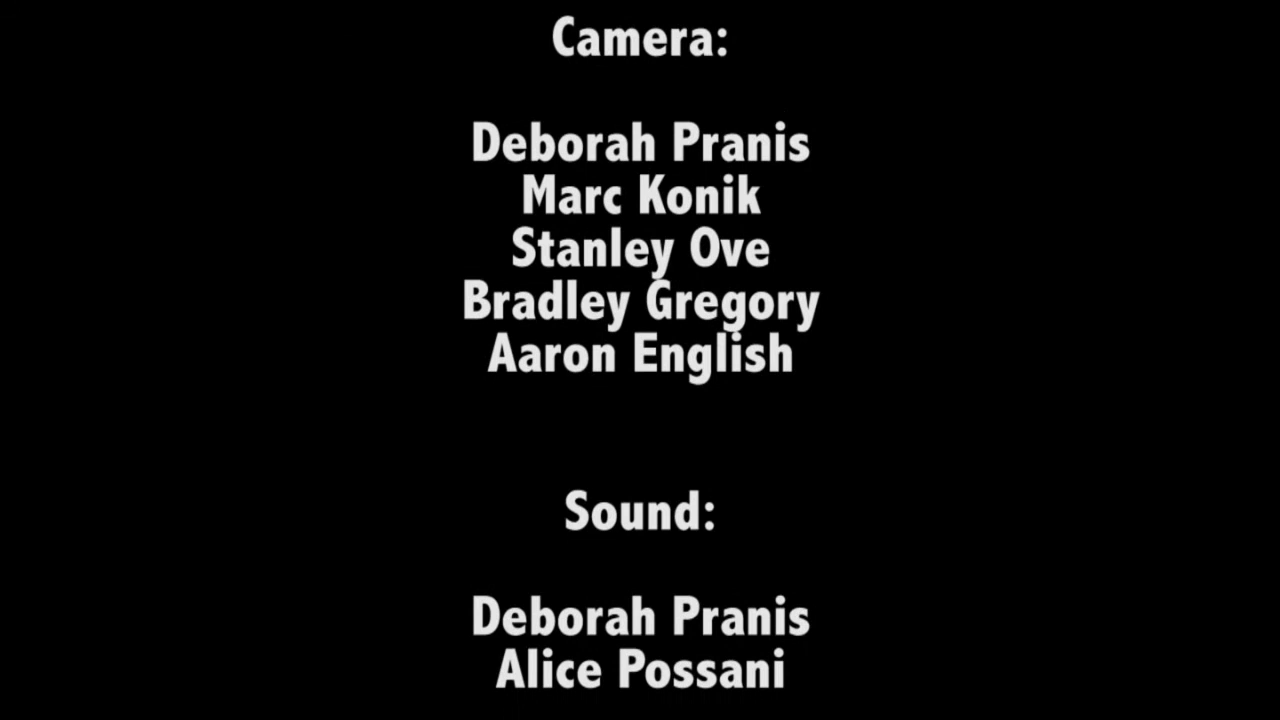 Camera:
Deborah Pranis
Marc Konik
Stanley Ove
Bradley Gregory
Aaron English
Sound:
Deborah Pranis
Alice Possani